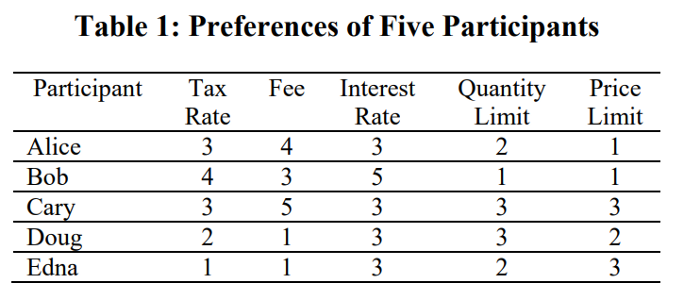 Table 1: Preferences of Five Participants
Participant Tax Rate Fee Interest Rate Quantity Limit Price Limit
Alice 3 4 3 2 1
Bob 4 3 5 1 1
Cary 3 5 3 3 3
Doug 2 1 3 3 2
Edna 1 1 3 2 3